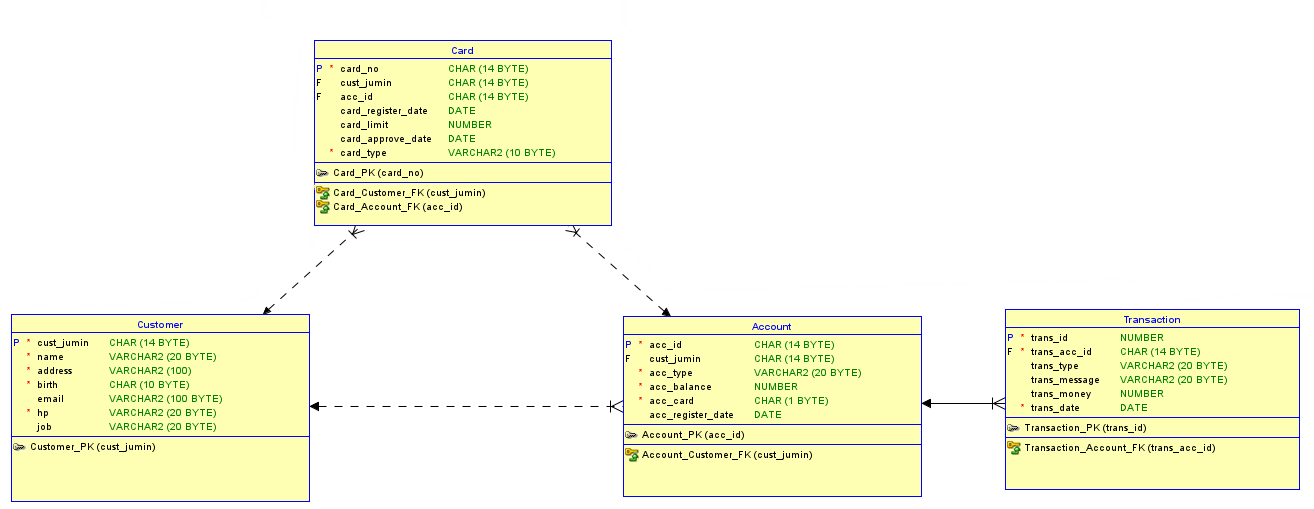 Card
P * card_no CHAR (14 BYTE)
F cust_jumin CHAR (14 BYTE)
F acc_id CHAR (14 BYTE)
card_register_date DATE
card_limit NUMBER
card_approve_date DATE
* card_type VARCHAR2 (10 BYTE)
Card_PK (card_no)
Card_Customer_FK (cust_jumin)
Card_Account_FK (acc_id)
Customer
P * cust_jumin CHAR (14 BYTE)
* name VARCHAR2 (20 BYTE)
* address VARCHAR2 (100)
* birth CHAR (10 BYTE)
email VARCHAR2 (100 BYTE)
* hp VARCHAR2 (20 BYTE)
job VARCHAR2 (20 BYTE)
Customer_PK (cust_jumin)
Account
P * acc_id CHAR (14 BYTE)
F cust_jumin CHAR (14 BYTE)
* acc_type VARCHAR2 (20 BYTE)
* acc_balance NUMBER
* acc_card CHAR (1 BYTE)
acc_register_date DATE
Account_PK (acc_id)
Account_Customer_FK (cust_jumin)
Transaction
P * trans_id NUMBER
F * trans_acc_id CHAR (14 BYTE)
trans_type VARCHAR2 (20 BYTE)
trans_message VARCHAR2 (20 BYTE)
trans_money NUMBER
* trans_date DATE
Transaction_PK (trans_id)
Transaction_Account_FK (trans_acc_id)